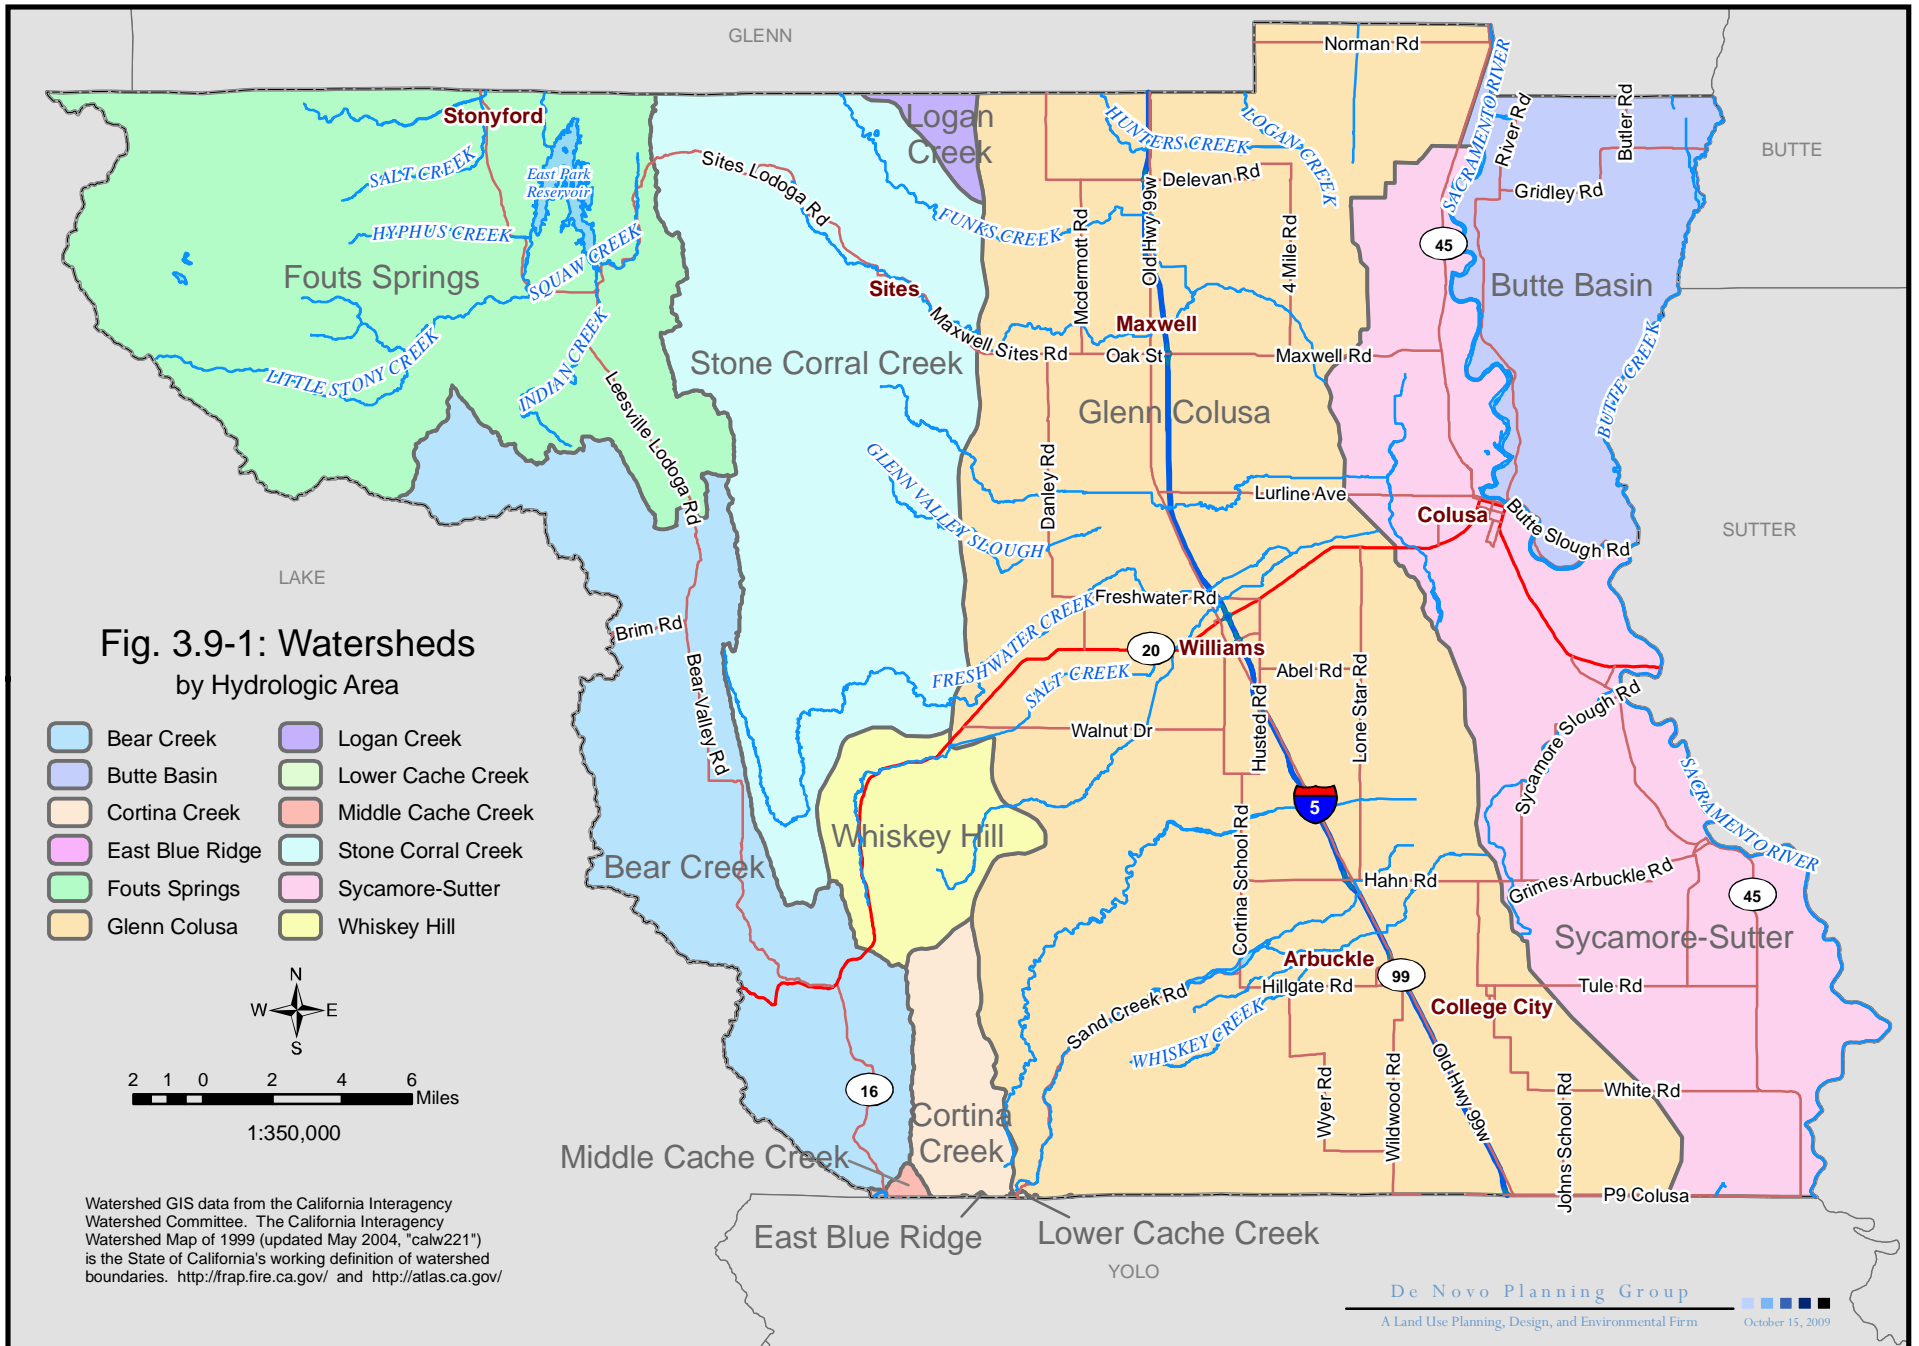 GLENN
Norman Rd
SACRAMENTO RIVER
River Rd
Butler Rd
BUTTE
Stonyford
Logan
Creek
HUNTERS CREEK
LOGAN CREEK
SALT CREEK
East Park
Reservoir
Sites Lodoga Rd
Delevan Rd
Gridley Rd
HYPHUS CREEK
SQUAW CREEK
FUNKS CREEK
Mcdermott Rd
Old Hwy 99w
4 Mile Rd
45
Fouts Springs
Sites
Butte Basin
Maxwell
Maxwell Sites Rd
Oak St
Maxwell Rd
LITTLE STONY CREEK
INDIAN CREEK
Stone Corral Creek
BUTTE CREEK
Leesville Lodoga Rd
Glenn Colusa
GLENN VALLEY SLOUGH
Danley Rd
Lurline Ave
Colusa
Butte Slough Rd
SUTTER
LAKE
Freshwater Rd
FRESHWATER CREEK
Brim Rd
20
Williams
SALT CREEK
Abel Rd
Bear Valley Rd
Walnut Dr
Husted Rd
Lone Star Rd
Sycamore Slough Rd
SACRAMENTO RIVER
5
Whiskey Hill
Bear Creek
Cortina School Rd
Hahn Rd
Grimes Arbuckle Rd
45
Sycamore-Sutter
Arbuckle
99
Hillgate Rd
Tule Rd
Sand Creek Rd
College City
WHISKEY CREEK
Old Hwy 99w
16
Wyer Rd
Wildwood Rd
Johns School Rd
White Rd
Cortina
Creek
Middle Cache Creek
P9 Colusa
East Blue Ridge
Lower Cache Creek
YOLO
Fig. 3.9-1: Watersheds
by Hydrologic Area
Bear Creek
Butte Basin
Cortina Creek
East Blue Ridge
Fouts Springs
Glenn Colusa
Logan Creek
Lower Cache Creek
Middle Cache Creek
Stone Corral Creek
Sycamore-Sutter
Whiskey Hill
N
W E
S
2 1 0 2 4 6
Miles
1:350,000
Watershed GIS data from the California Interagency
Watershed Committee. The California Interagency
Watershed Map of 1999 (updated May 2004, "calw221")
is the State of California's working definition of watershed
boundaries. http://frap.fire.ca.gov/ and http://atlas.ca.gov/
De Novo Planning Group
A Land Use Planning, Design, and Environmental Firm
October 15, 2009